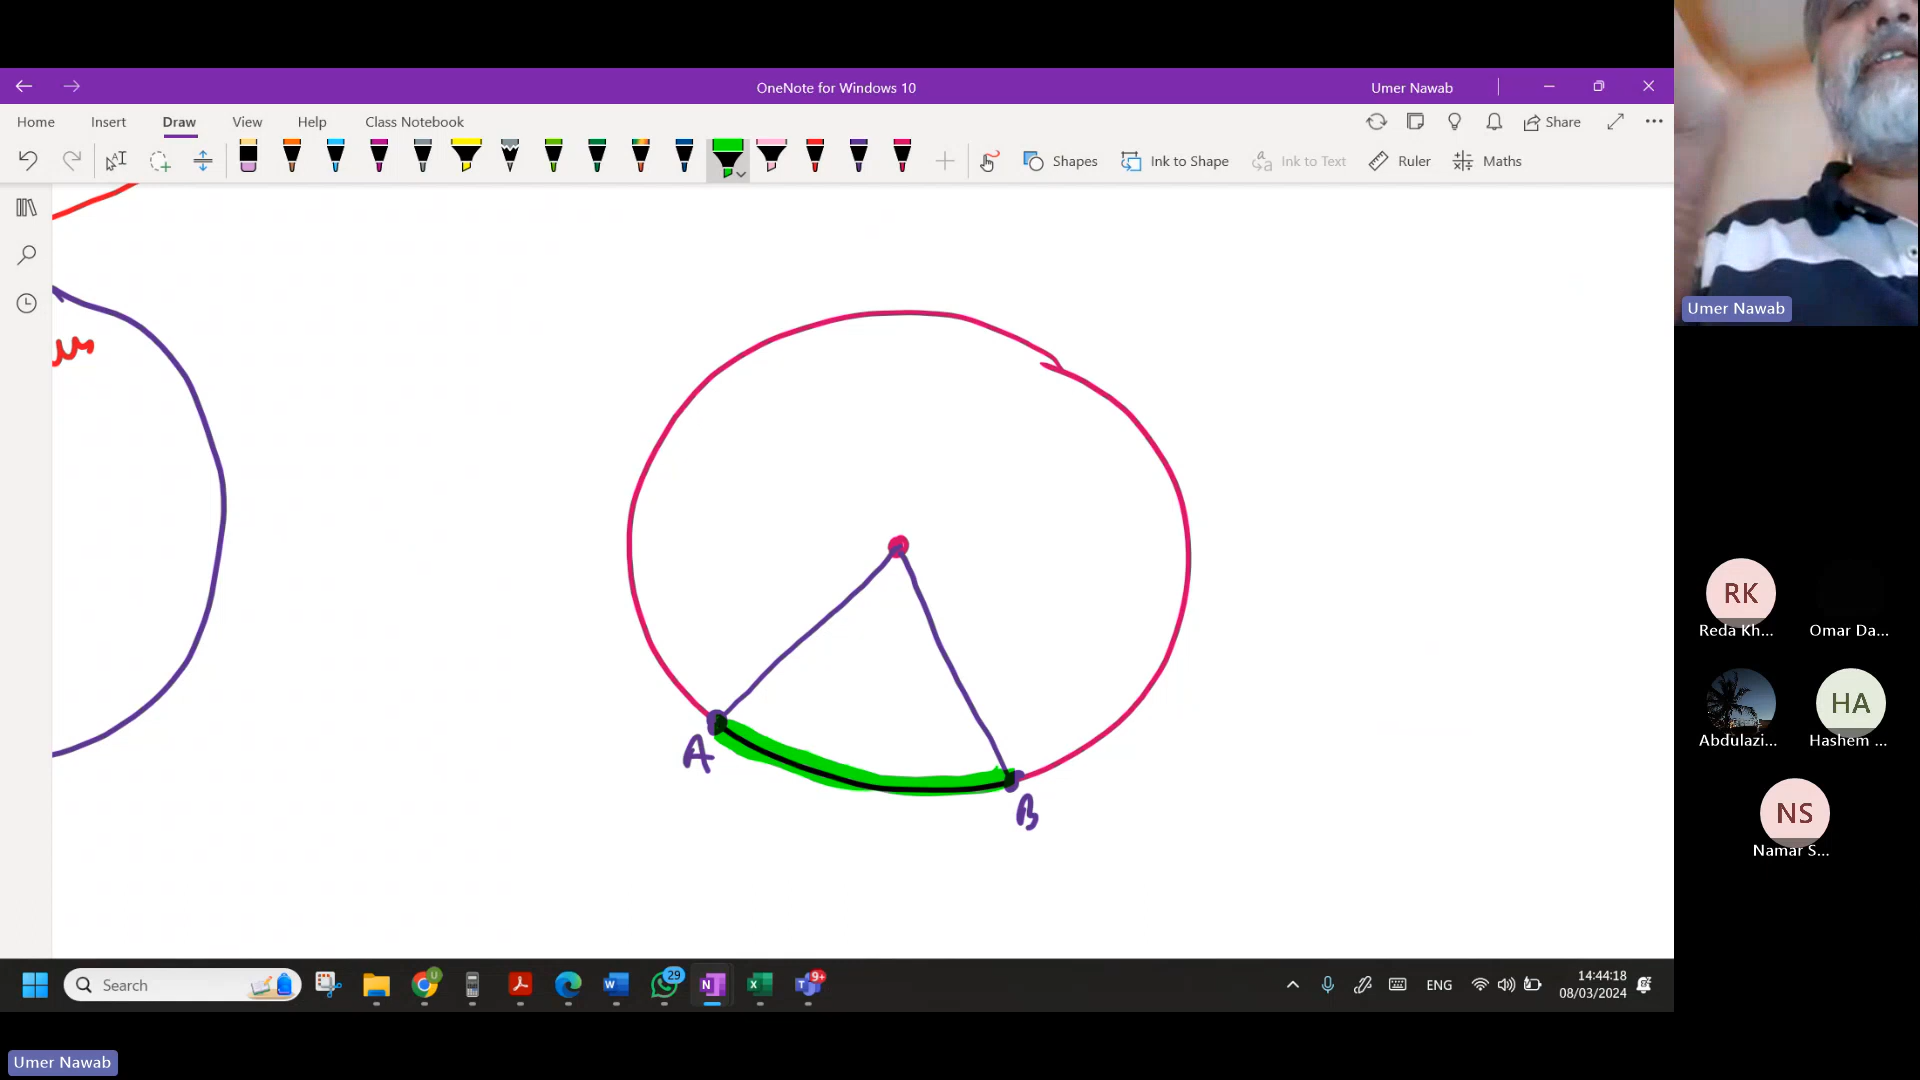 OneNote for Windows 10
Umer Nawab
Home Insert Draw View Help Class Notebook
Share
Shapes Ink to Shape Ink to Text Ruler Maths
Umer Nawab
A
B
RK
Reda Kh...
Omar Da...
Abdulazi...
HA
Hashem ...
NS
Namar S...
Search
29
9+
ENG
14:44:18
08/03/2024
Umer Nawab